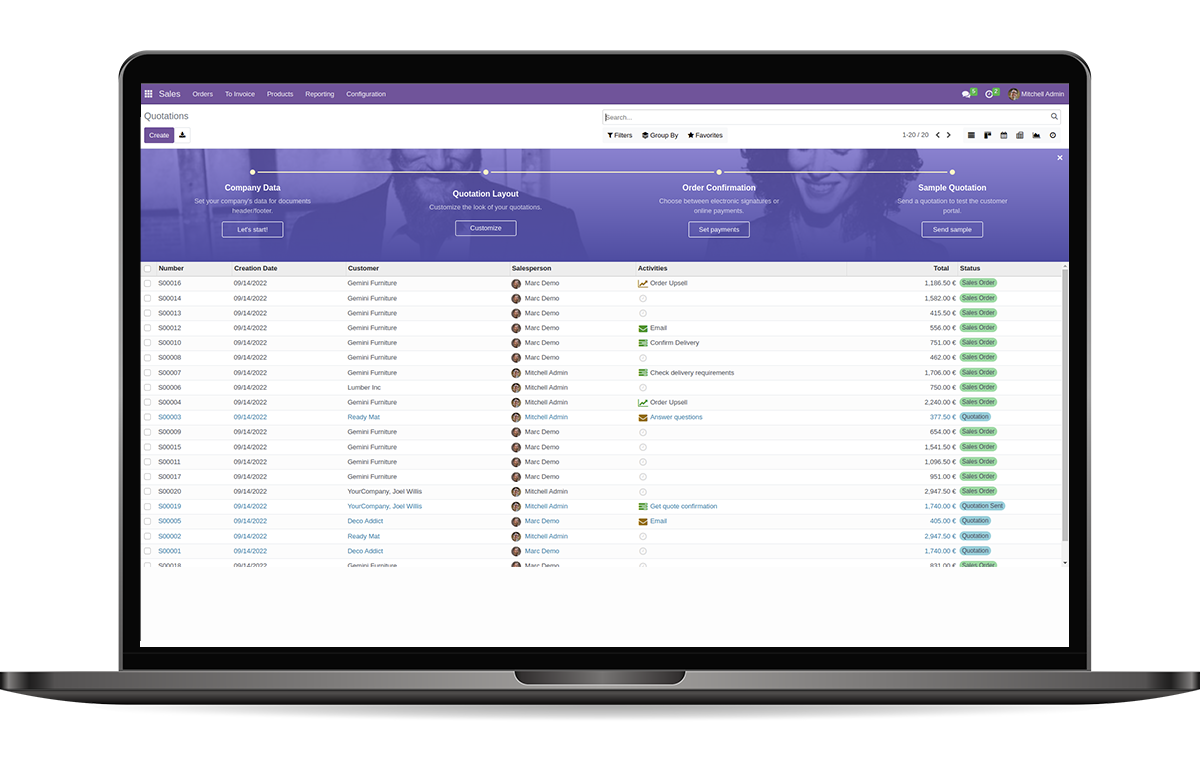 Sales Orders To Invoice Products Reporting Configuration 5 2 Mitchell Admin
Quotations Search...
Create Filters Group By Favorites 1-20 / 20
Company Data
Set your company's data for documents
header/footer.
Let's start!
Quotation Layout
Customize the look of your quotations.
Customize
Order Confirmation
Choose between electronic signatures or
online payments.
Set payments
Sample Quotation
Send a quotation to test the customer
portal.
Send sample
Number Creation Date Customer Salesperson Activities Total Status
S00016 09/14/2022 Gemini Furniture Marc Demo Order Upsell 1,186.50 € Sales Order
S00014 09/14/2022 Gemini Furniture Marc Demo 1,582.00 € Sales Order
S00013 09/14/2022 Gemini Furniture Marc Demo 415.50 € Sales Order
S00012 09/14/2022 Gemini Furniture Marc Demo Email 556.00 € Sales Order
S00010 09/14/2022 Gemini Furniture Marc Demo Confirm Delivery 751.00 € Sales Order
S00008 09/14/2022 Gemini Furniture Marc Demo 462.00 € Sales Order
S00007 09/14/2022 Gemini Furniture Mitchell Admin Check delivery requirements 1,706.00 € Sales Order
S00006 09/14/2022 Lumber Inc Mitchell Admin 750.00 € Sales Order
S00004 09/14/2022 Gemini Furniture Mitchell Admin Order Upsell 2,240.00 € Sales Order
S00003 09/14/2022 Ready Mat Mitchell Admin Answer questions 377.50 € Quotation
S00009 09/14/2022 Gemini Furniture Marc Demo 654.00 € Sales Order
S00015 09/14/2022 Gemini Furniture Marc Demo 1,541.50 € Sales Order
S00011 09/14/2022 Gemini Furniture Marc Demo 1,096.50 € Sales Order
S00017 09/14/2022 Gemini Furniture Marc Demo 951.00 € Sales Order
S00020 09/14/2022 YourCompany, Joel Willis Mitchell Admin 2,947.50 € Sales Order
S00019 09/14/2022 YourCompany, Joel Willis Mitchell Admin Get quote confirmation 1,740.00 € Quotation Sent
S00005 09/14/2022 Deco Addict Marc Demo Email 405.00 € Quotation
S00002 09/14/2022 Ready Mat Mitchell Admin 2,947.50 € Quotation
S00001 09/14/2022 Deco Addict Marc Demo 1,740.00 € Quotation
S00018 09/14/2022 Gemini Furniture Marc Demo 831.00 € Sales Order